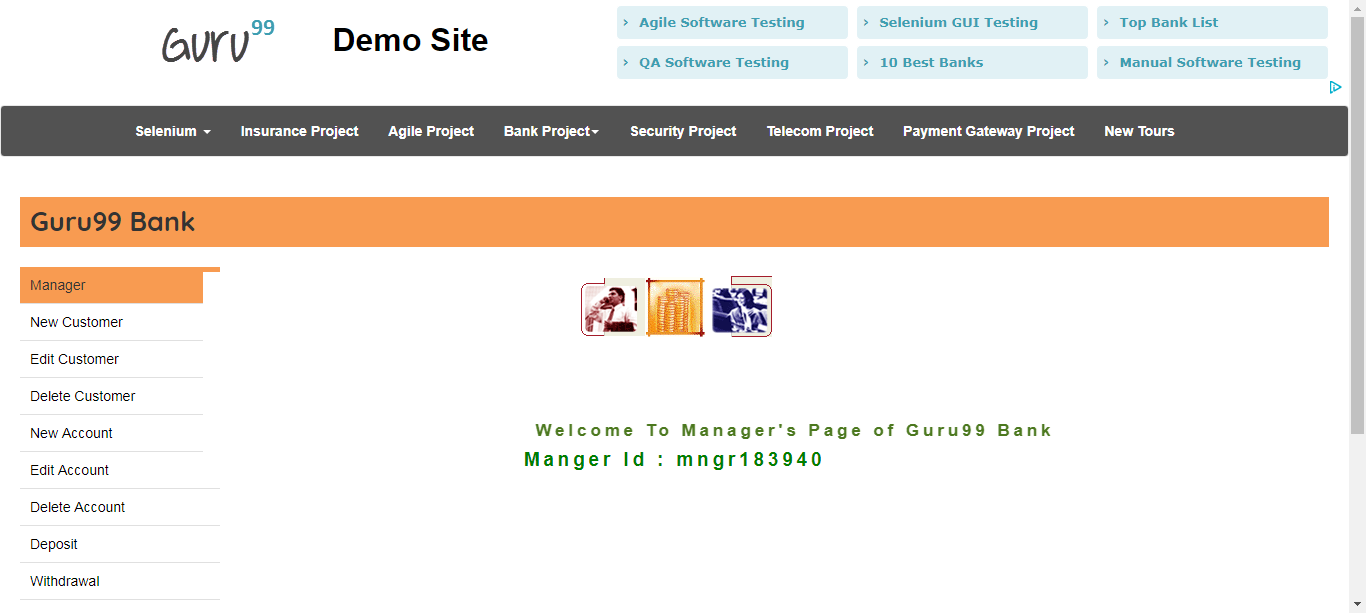 Guru99 Demo Site
› Agile Software Testing › Selenium GUI Testing › Top Bank List
› QA Software Testing › 10 Best Banks › Manual Software Testing
Selenium Insurance Project Agile Project Bank Project Security Project Telecom Project Payment Gateway Project New Tours
Guru99 Bank
Manager
New Customer
Edit Customer
Delete Customer
New Account
Edit Account
Delete Account
Deposit
Withdrawal
Welcome To Manager's Page of Guru99 Bank
Manger Id : mngr183940